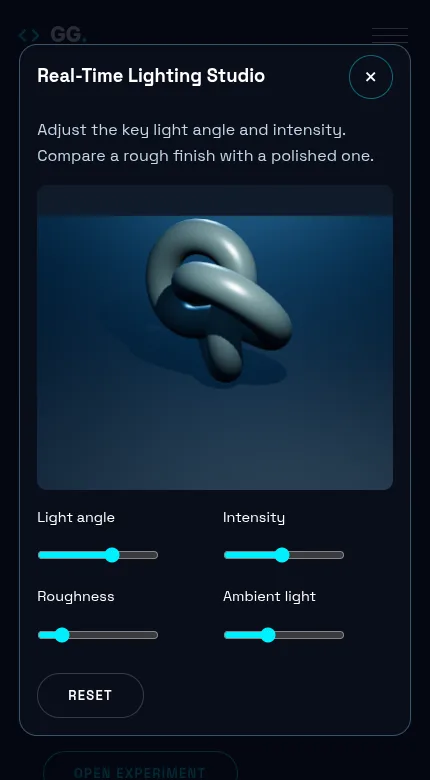 <> GG.
Real-Time Lighting Studio
×
Adjust the key light angle and intensity.
Compare a rough finish with a polished one.
Light angle
Intensity
Roughness
Ambient light
RESET
OPEN EXPERIMENT